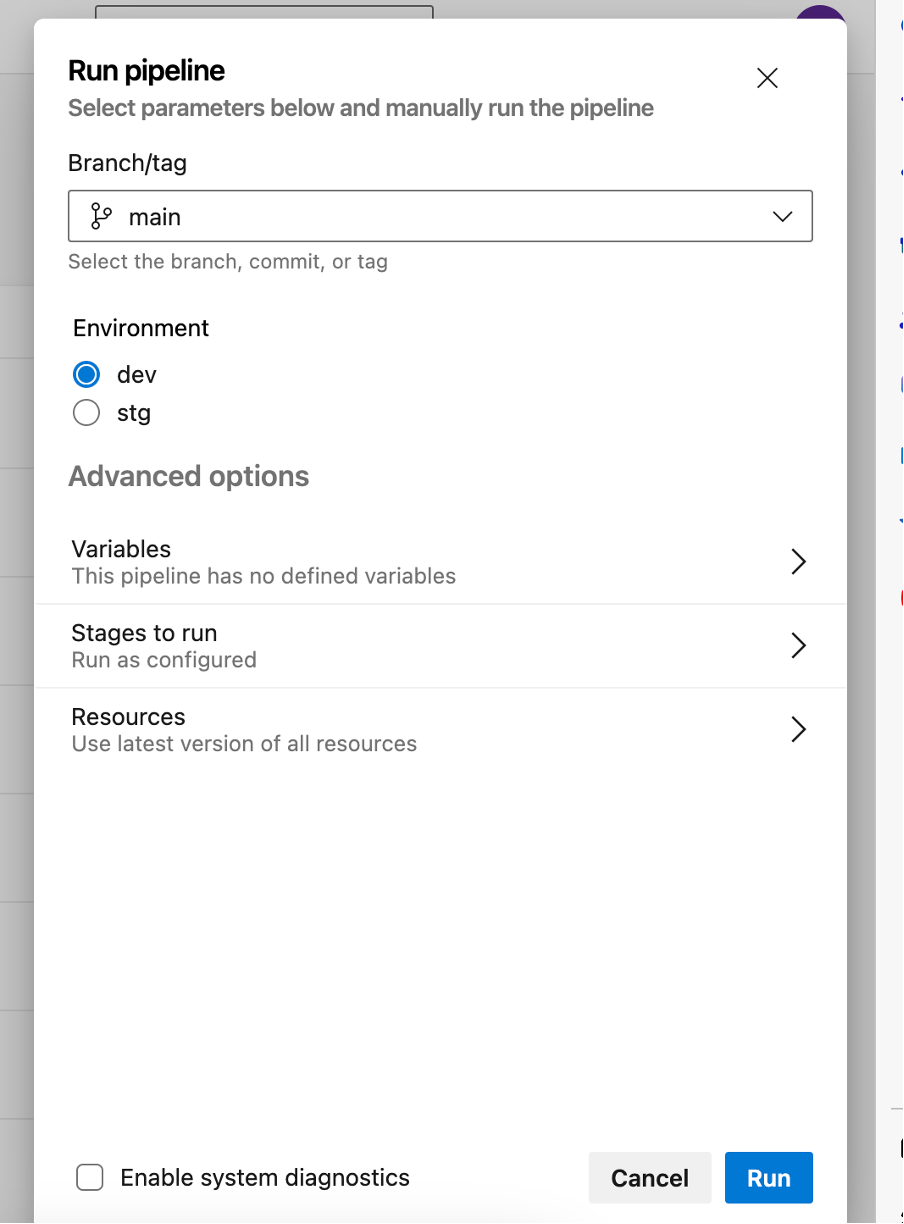 Run pipeline
Select parameters below and manually run the pipeline
Branch/tag
main
Select the branch, commit, or tag
Environment
dev
stg
Advanced options
Variables
This pipeline has no defined variables
Stages to run
Run as configured
Resources
Use latest version of all resources
Enable system diagnostics
Cancel
Run